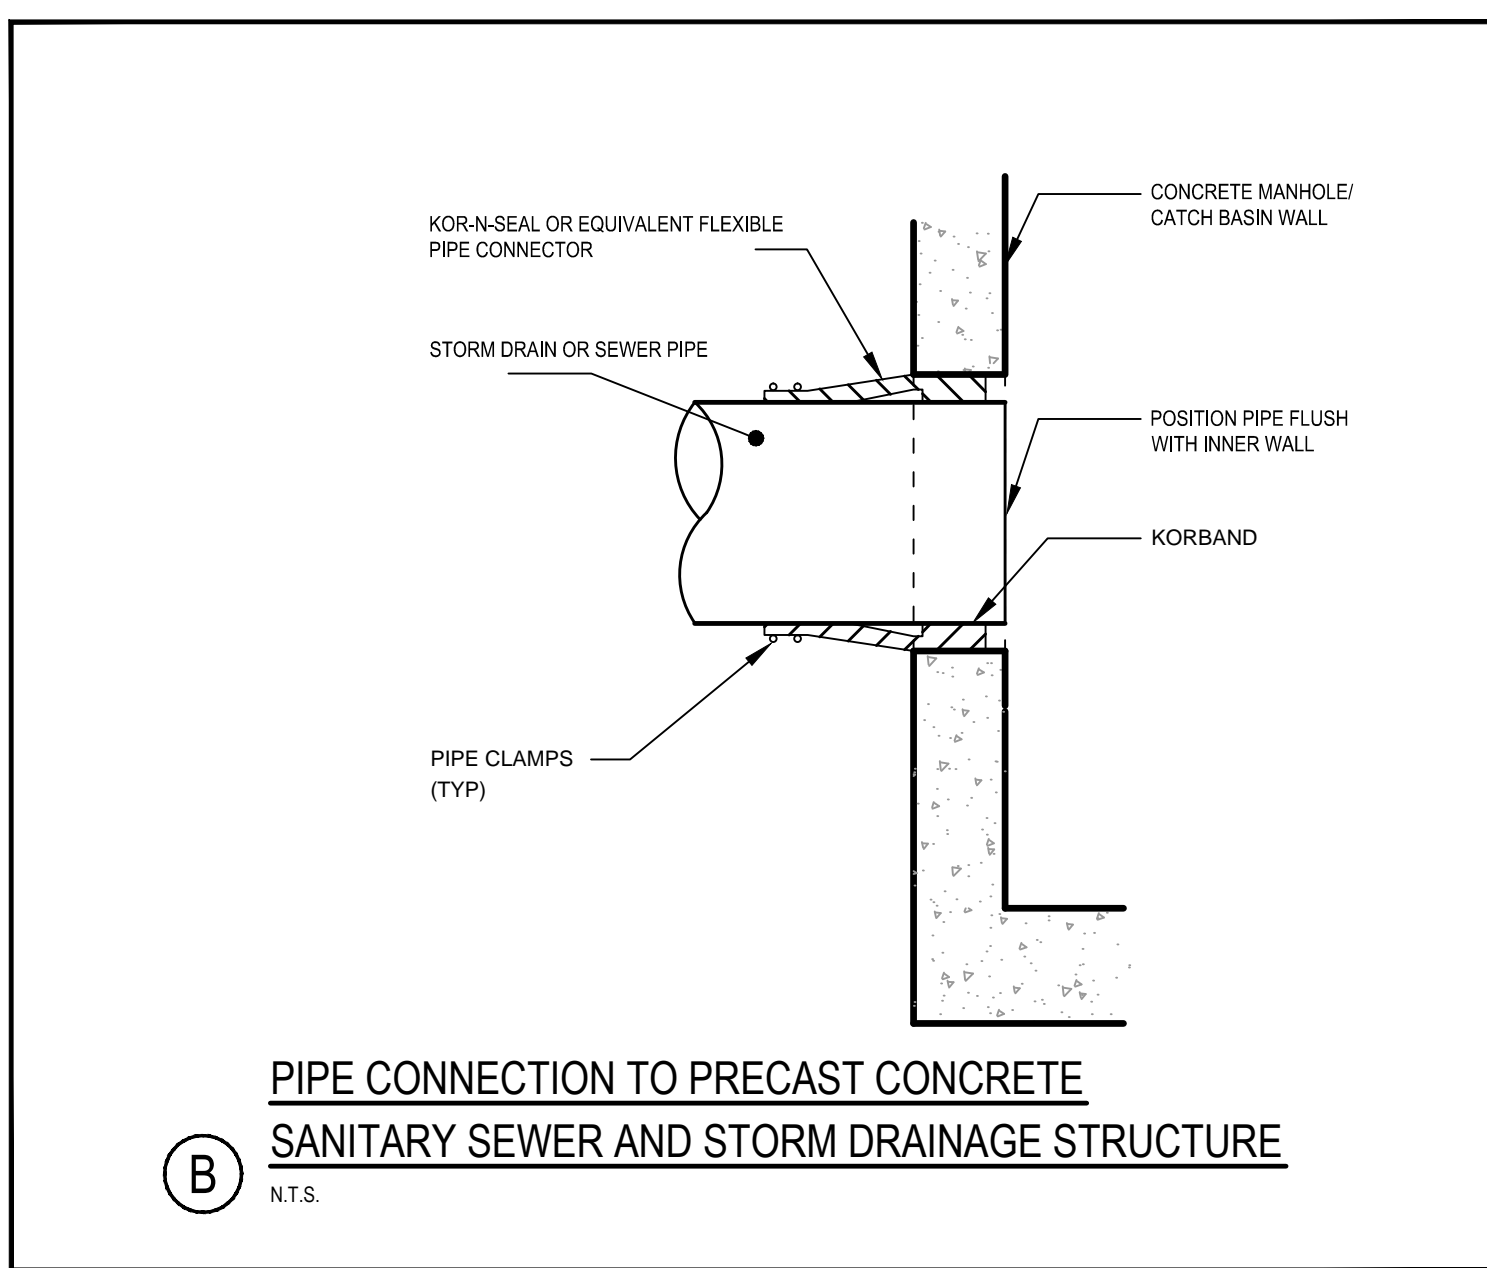 CONCRETE MANHOLE/
CATCH BASIN WALL
KOR-N-SEAL OR EQUIVALENT FLEXIBLE
PIPE CONNECTOR
STORM DRAIN OR SEWER PIPE
POSITION PIPE FLUSH
WITH INNER WALL
KORBAND
PIPE CLAMPS
(TYP)
PIPE CONNECTION TO PRECAST CONCRETE
SANITARY SEWER AND STORM DRAINAGE STRUCTURE
B
N.T.S.